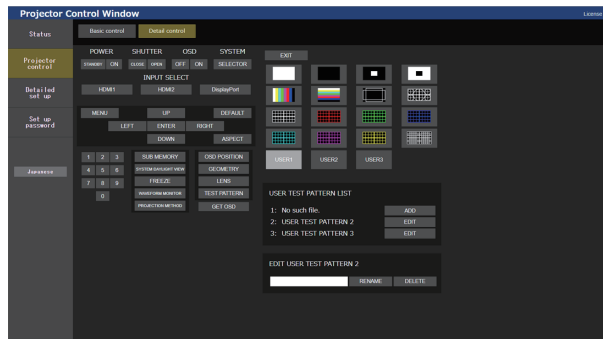 Projector Control Window
Licensed
Status
Projector control
Detailed set up
Set up password
Japanese
Basic control
Detail control
POWER
SHUTTER
OSD
SYSTEM
STANDBY
ON
CLOSE
OPEN
OFF
ON
SELECTOR
INPUT SELECT
HDMI1
HDMI2
DisplayPort
MENU
UP
DEFAULT
LEFT
ENTER
RIGHT
DOWN
ASPECT
1 2 3
4 5 6
7 8 9
0
SUB MEMORY
SYSTEM DAYLIGHT VIEW
FREEZE
WAVEFORM MONITOR
PROJECTION METHOD
OSD POSITION
GEOMETRY
LENS
TEST PATTERN
GET OSD
EXIT
USER1
USER2
USER3
USER TEST PATTERN LIST
1: No such file.
ADD
2: USER TEST PATTERN 2
EDIT
3: USER TEST PATTERN 3
EDIT
EDIT USER TEST PATTERN 2
RENAME
DELETE